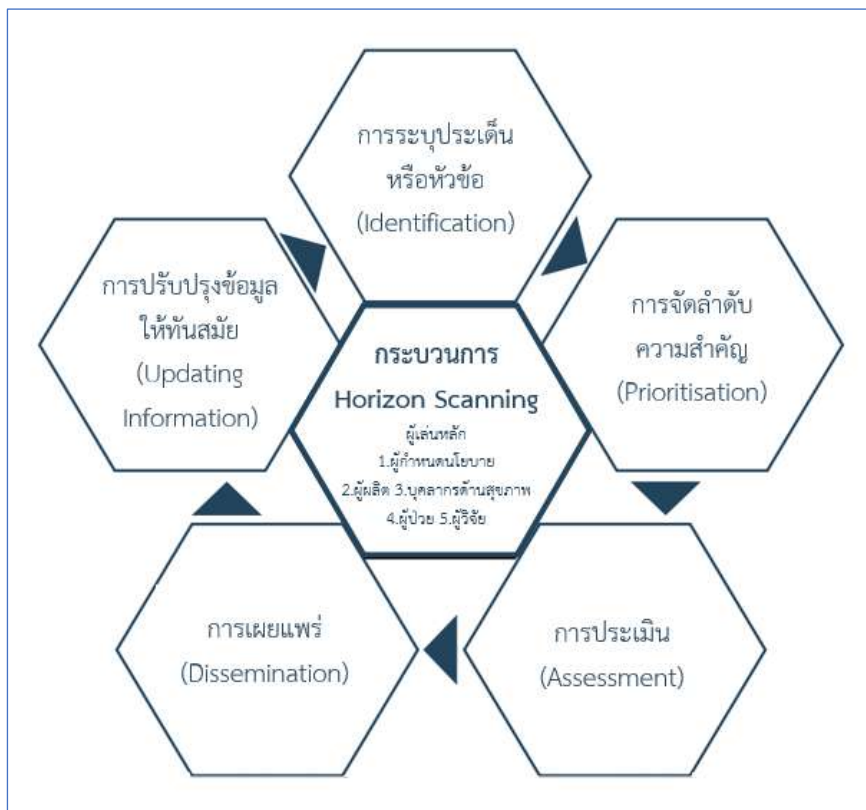 การระบุประเด็น
หรือหัวข้อ
(Identification)
การจัดลำดับ
ความสำคัญ
(Prioritisation)
การประเมิน
(Assessment)
การเผยแพร่
(Dissemination)
การปรับปรุงข้อมูล
ให้ทันสมัย
(Updating
Information)
กระบวนการ
Horizon Scanning
ผู้เล่นหลัก
1.ผู้กำหนดนโยบาย
2.ผู้ผลิต 3.บุคลากรด้านสุขภาพ
4.ผู้ป่วย 5.ผู้วิจัย